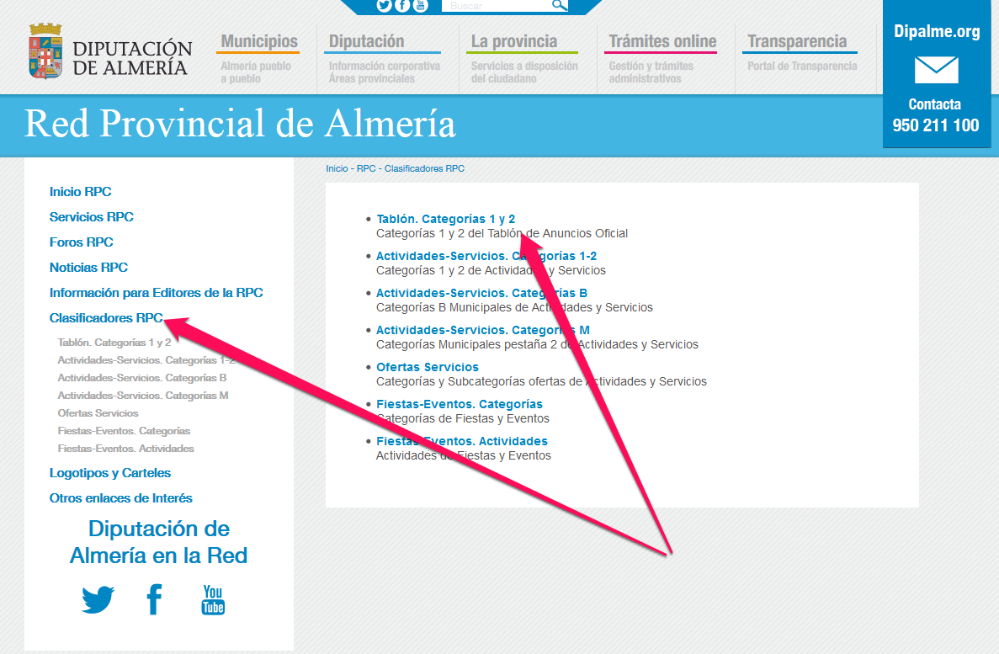 Buscar
DIPUTACIÓN
DE ALMERÍA
Municipios
Almería pueblo
a pueblo
Diputación
Información corporativa
Áreas provinciales
La provincia
Servicios a disposición
del ciudadano
Trámites online
Gestión y trámites
administrativos
Transparencia
Portal de Transparencia
Dipalme.org
Contacta
950 211 100
Red Provincial de Almería
Inicio RPC
Servicios RPC
Foros RPC
Noticias RPC
Información para Editores de la RPC
Clasificadores RPC
Tablón. Categorías 1 y 2
Actividades-Servicios. Categorías 1-2
Actividades-Servicios. Categorías B
Actividades-Servicios. Categorías M
Ofertas Servicios
Fiestas-Eventos. Categorías
Fiestas-Eventos. Actividades
Logotipos y Carteles
Otros enlaces de Interés
Diputación de
Almería en la Red
You
Tube
Inicio - RPC - Clasificadores RPC
Tablón. Categorías 1 y 2
Categorías 1 y 2 del Tablón de Anuncios Oficial
Actividades-Servicios. Categorías 1-2
Categorías 1 y 2 de Actividades y Servicios
Actividades-Servicios. Categorías B
Categorías B Municipales de Actividades y Servicios
Actividades-Servicios. Categorías M
Categorías Municipales pestaña 2 de Actividades y Servicios
Ofertas Servicios
Categorías y Subcategorías ofertas de Actividades y Servicios
Fiestas-Eventos. Categorías
Categorías de Fiestas y Eventos
Fiestas-Eventos. Actividades
Actividades de Fiestas y Eventos